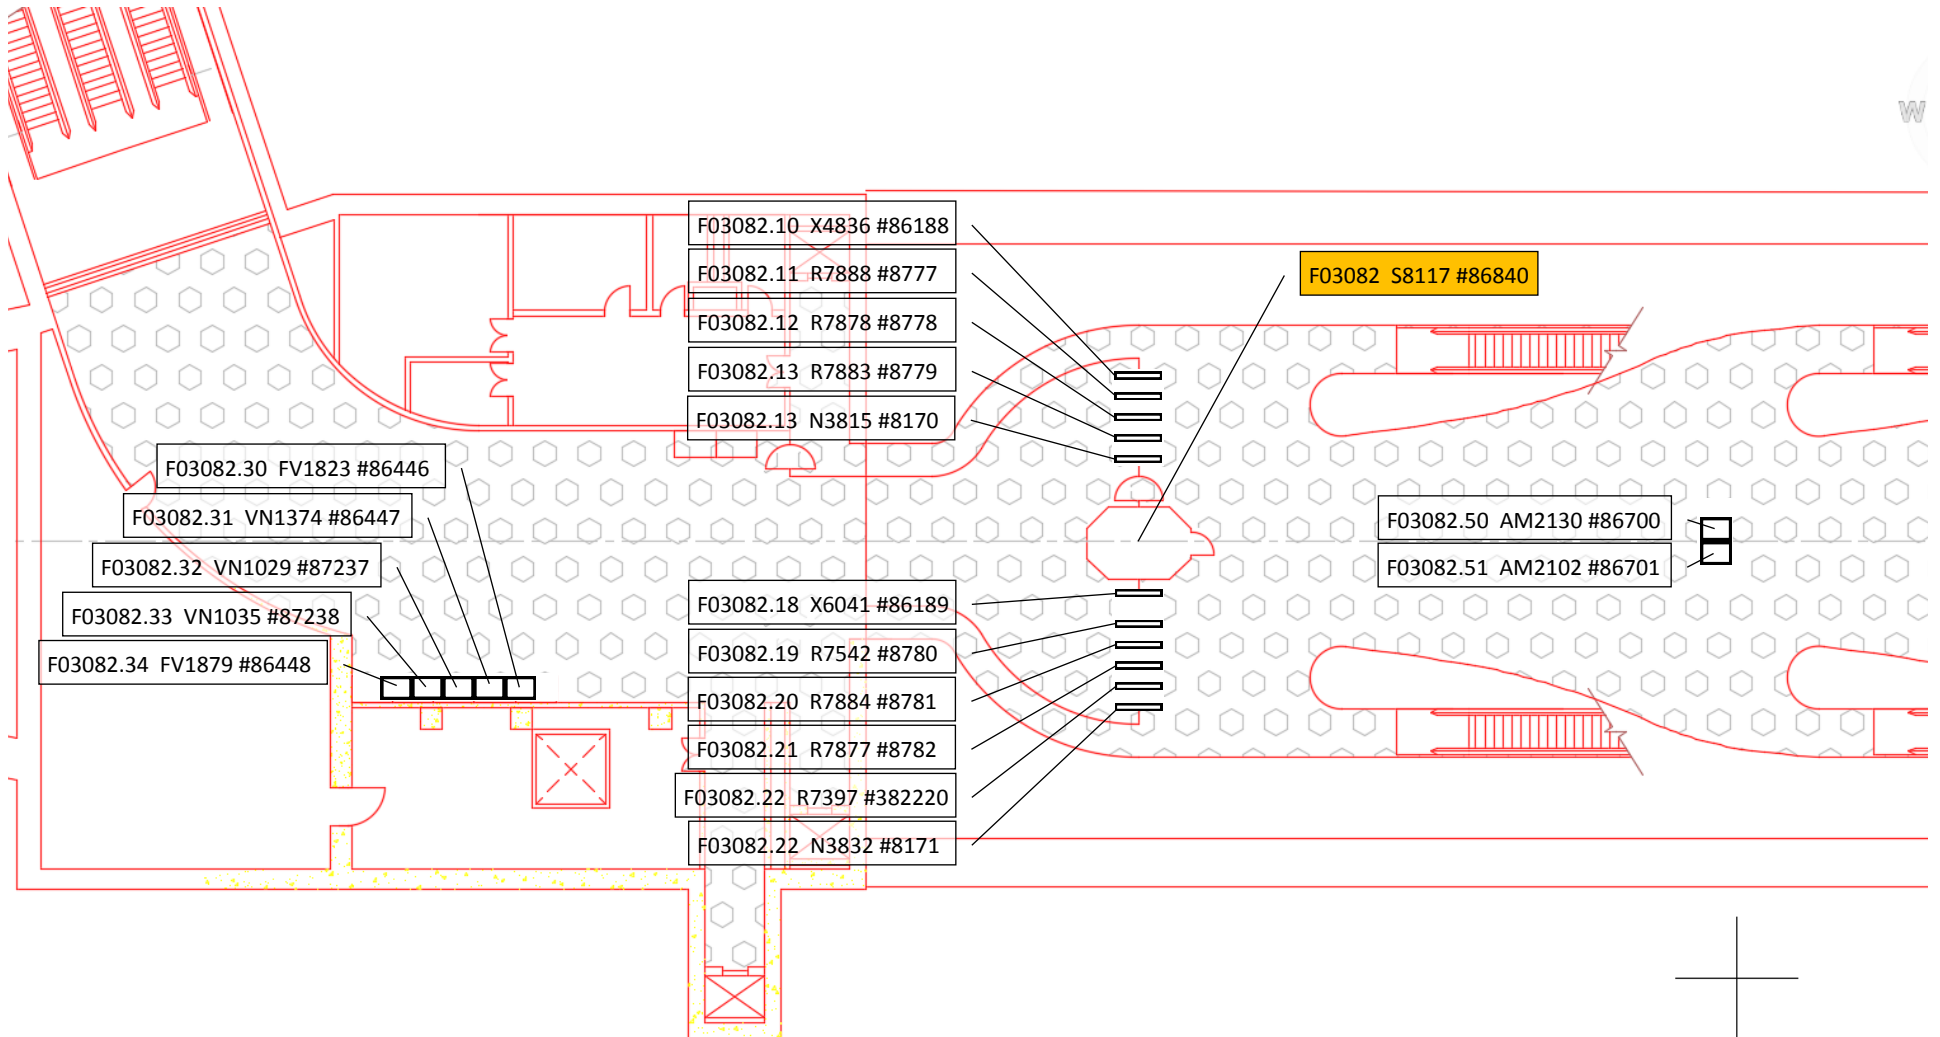 W
F03082.10 X4836 #86188
F03082.11 R7888 #8777
F03082 S8117 #86840
F03082.12 R7878 #8778
F03082.13 R7883 #8779
F03082.13 N3815 #8170
F03082.30 FV1823 #86446
F03082.31 VN1374 #86447
F03082.50 AM2130 #86700
F03082.32 VN1029 #87237
F03082.51 AM2102 #86701
F03082.33 VN1035 #87238
F03082.18 X6041 #86189
F03082.34 FV1879 #86448
F03082.19 R7542 #8780
F03082.20 R7884 #8781
F03082.21 R7877 #8782
F03082.22 R7397 #382220
F03082.22 N3832 #8171